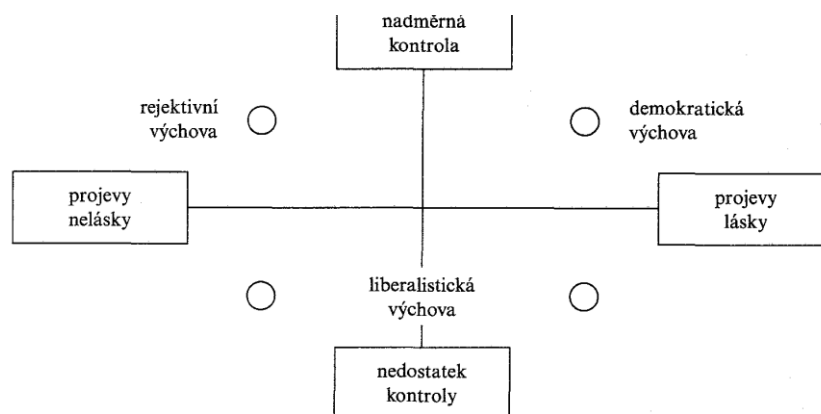 nadměrná
kontrola
rejektivní
výchova
demokratická
výchova
projevy
nelásky
projevy
lásky
liberalistická
výchova
nedostatek
kontroly